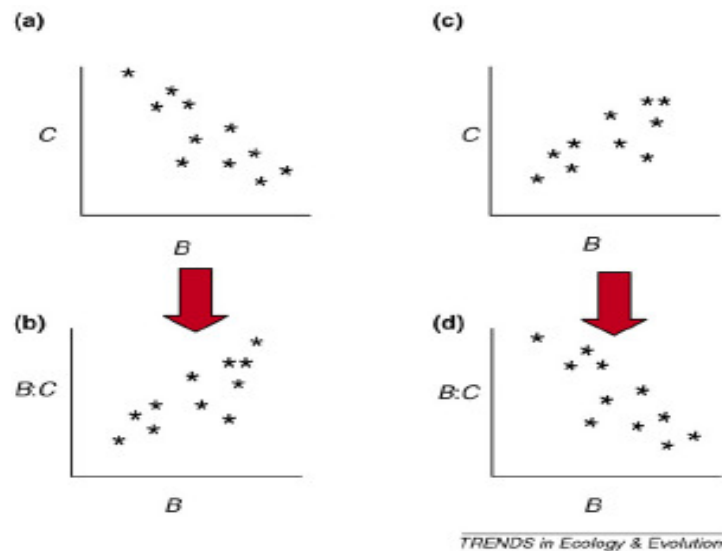 (a)
C
B
(c)
C
B
(b)
B:C
B
(d)
B:C
B
TRENDS in Ecology & Evolution